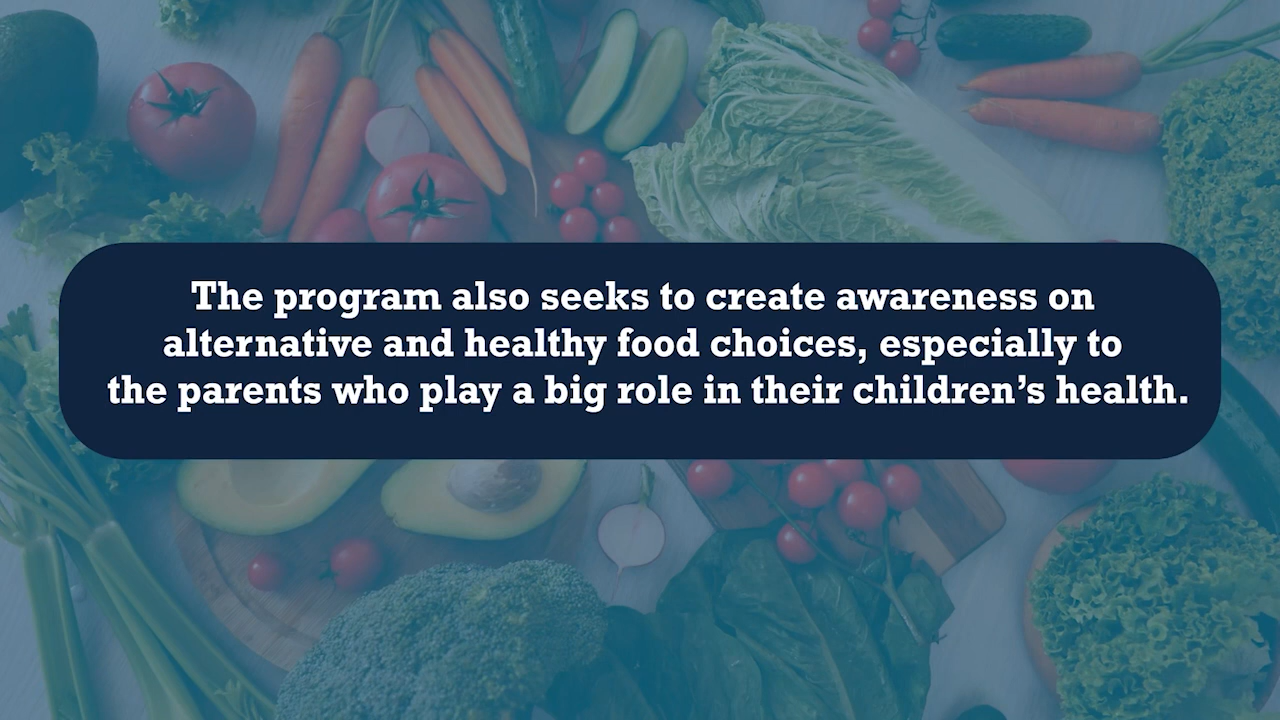 The program also seeks to create awareness on
alternative and healthy food choices, especially to
the parents who play a big role in their children’s health.